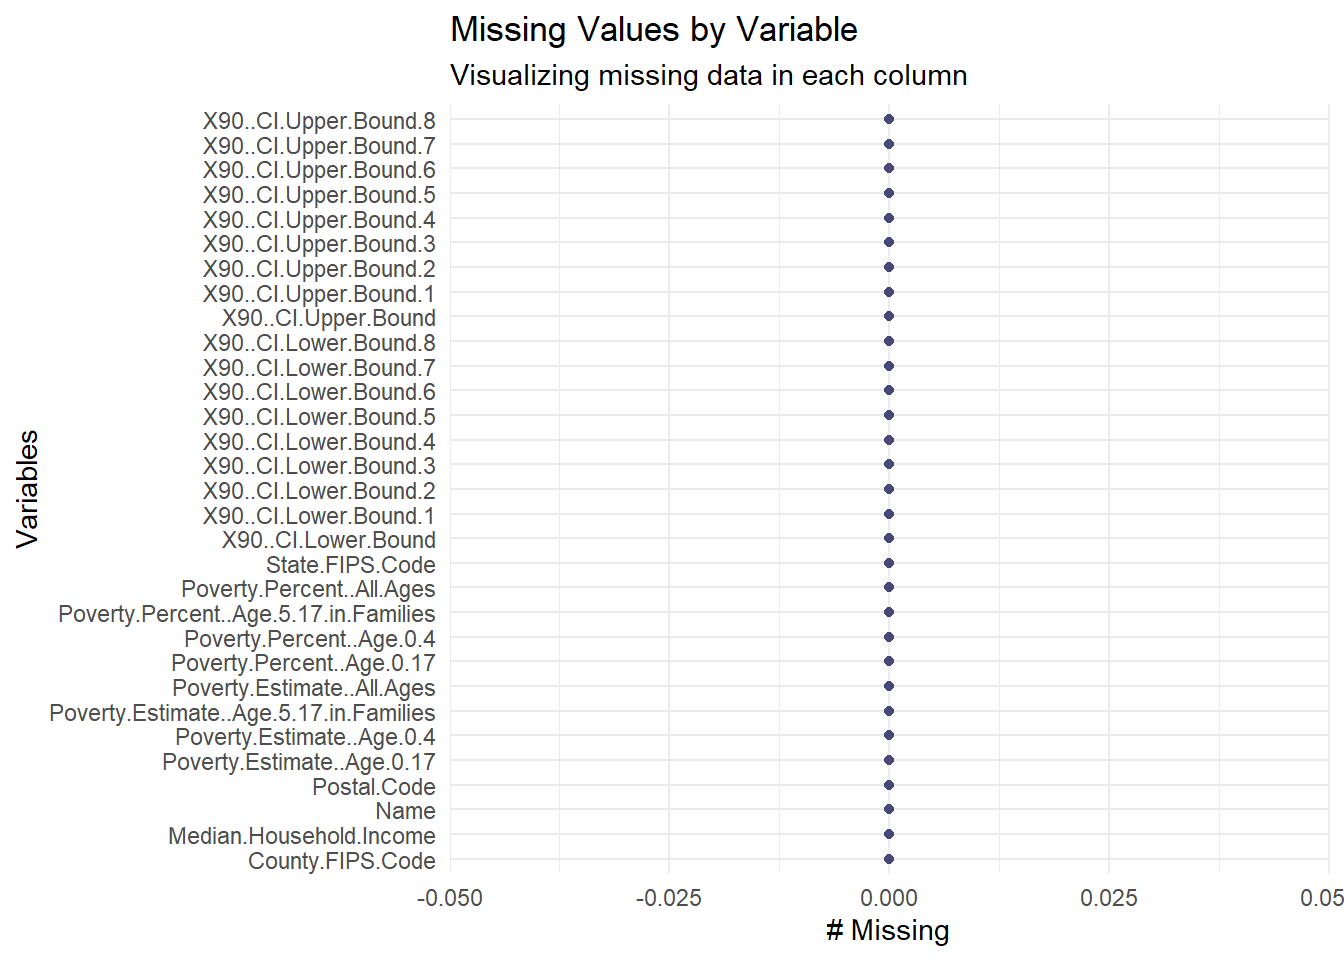 Missing Values by Variable
Visualizing missing data in each column
X90..CI.Upper.Bound.8
X90..CI.Upper.Bound.7
X90..CI.Upper.Bound.6
X90..CI.Upper.Bound.5
X90..CI.Upper.Bound.4
X90..CI.Upper.Bound.3
X90..CI.Upper.Bound.2
X90..CI.Upper.Bound.1
X90..CI.Upper.Bound
X90..CI.Lower.Bound.8
X90..CI.Lower.Bound.7
X90..CI.Lower.Bound.6
X90..CI.Lower.Bound.5
X90..CI.Lower.Bound.4
X90..CI.Lower.Bound.3
X90..CI.Lower.Bound.2
X90..CI.Lower.Bound.1
X90..CI.Lower.Bound
State.FIPS.Code
Poverty.Percent..All.Ages
Poverty.Percent..Age.5.17.in.Families
Poverty.Percent..Age.0.4
Poverty.Percent..Age.0.17
Poverty.Estimate..All.Ages
Poverty.Estimate..Age.5.17.in.Families
Poverty.Estimate..Age.0.4
Poverty.Estimate..Age.0.17
Postal.Code
Name
Median.Household.Income
County.FIPS.Code
Variables
-0.050 -0.025 0.000 0.025 0.05
# Missing